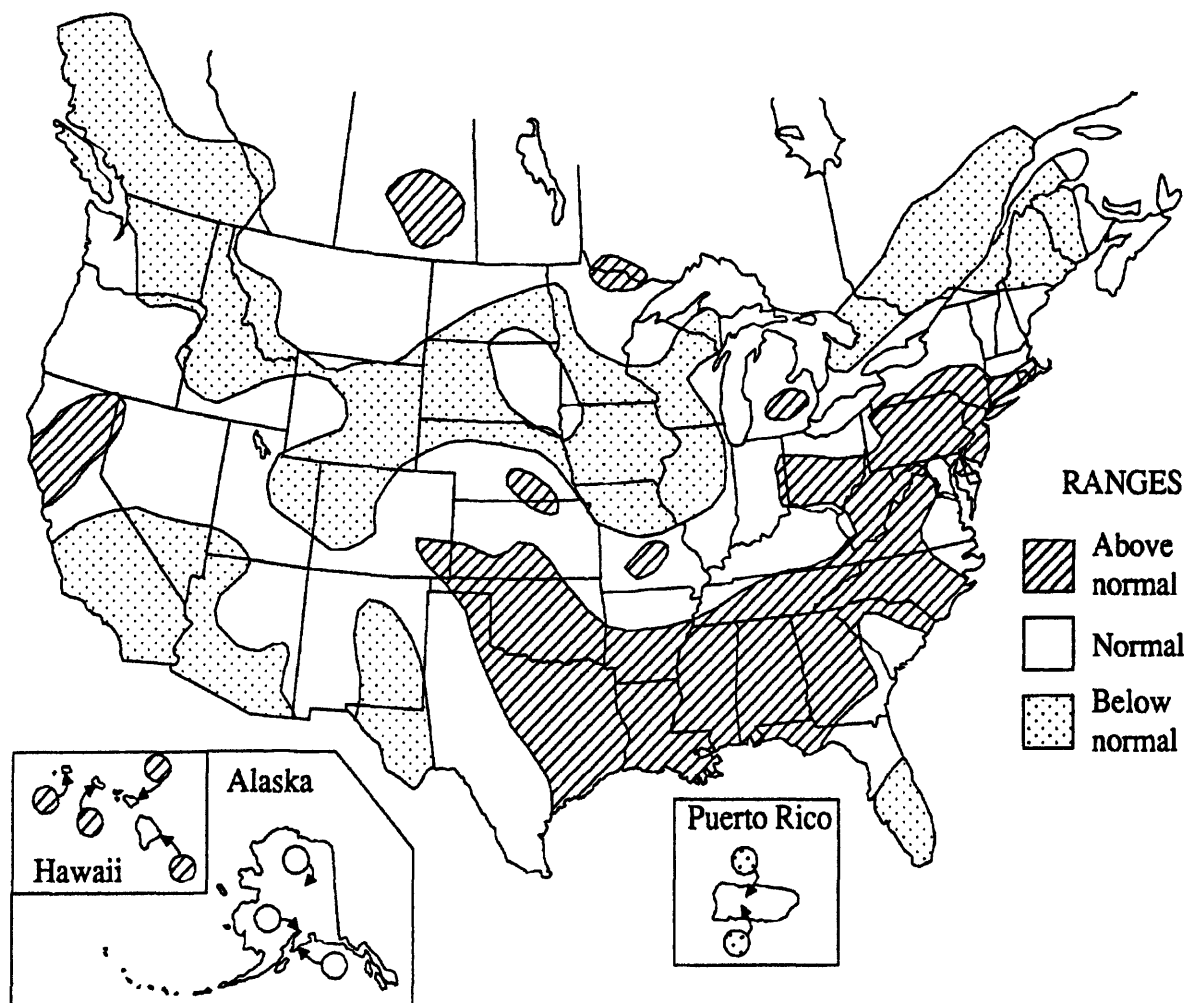 RANGES
Above
normal
Normal
Below
normal
Alaska
Hawaii
Puerto Rico